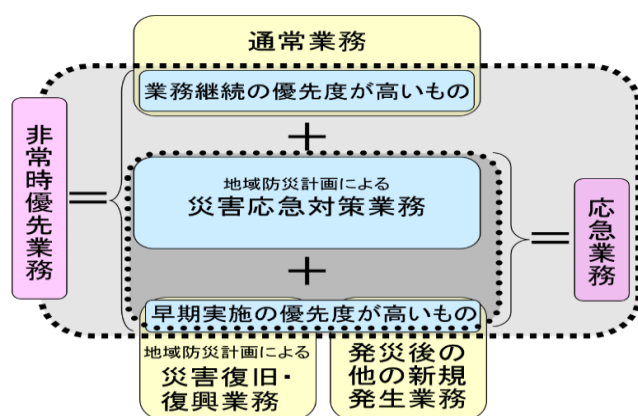 通常業務
業務継続の優先度が高いもの
＋
非常時優先業務
＝
地域防災計画による
災害応急対策業務
＝
応急業務
＋
早期実施の優先度が高いもの
地域防災計画による
災害復旧・
復興業務
発災後の
他の新規
発生業務